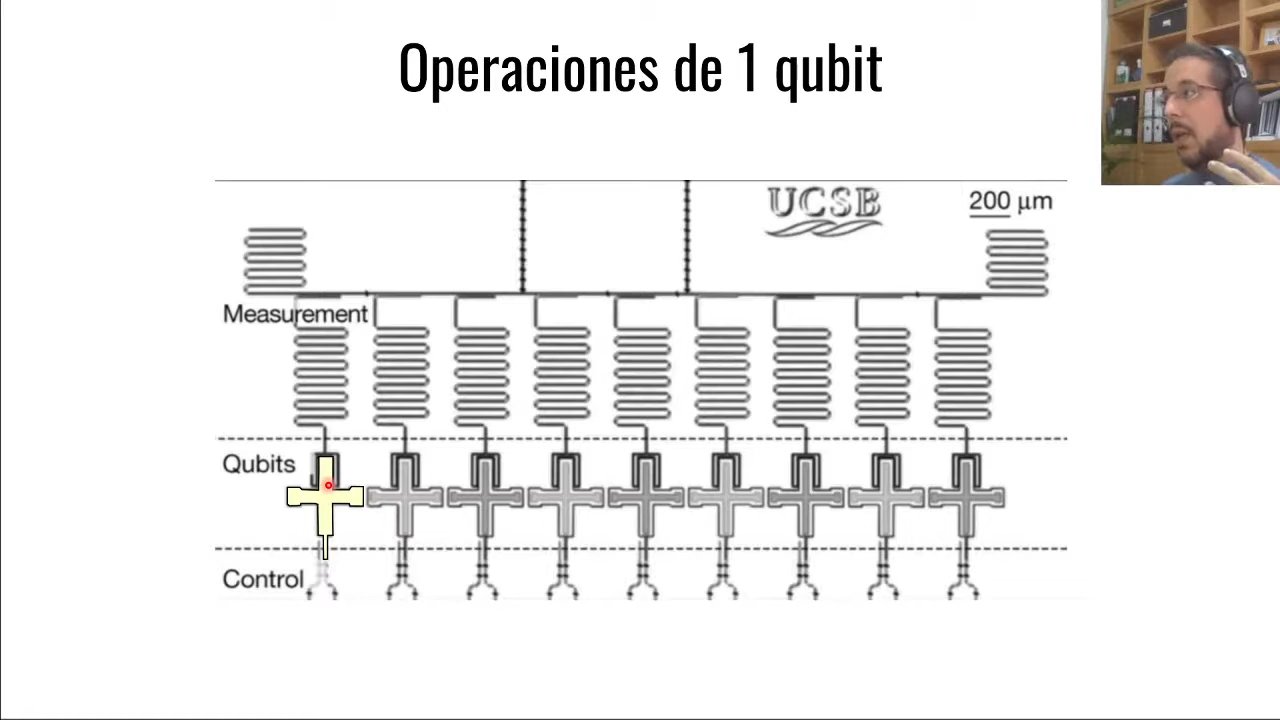 Operaciones de 1 qubit
UCSB
200 μm
Measurement
Qubits
Control